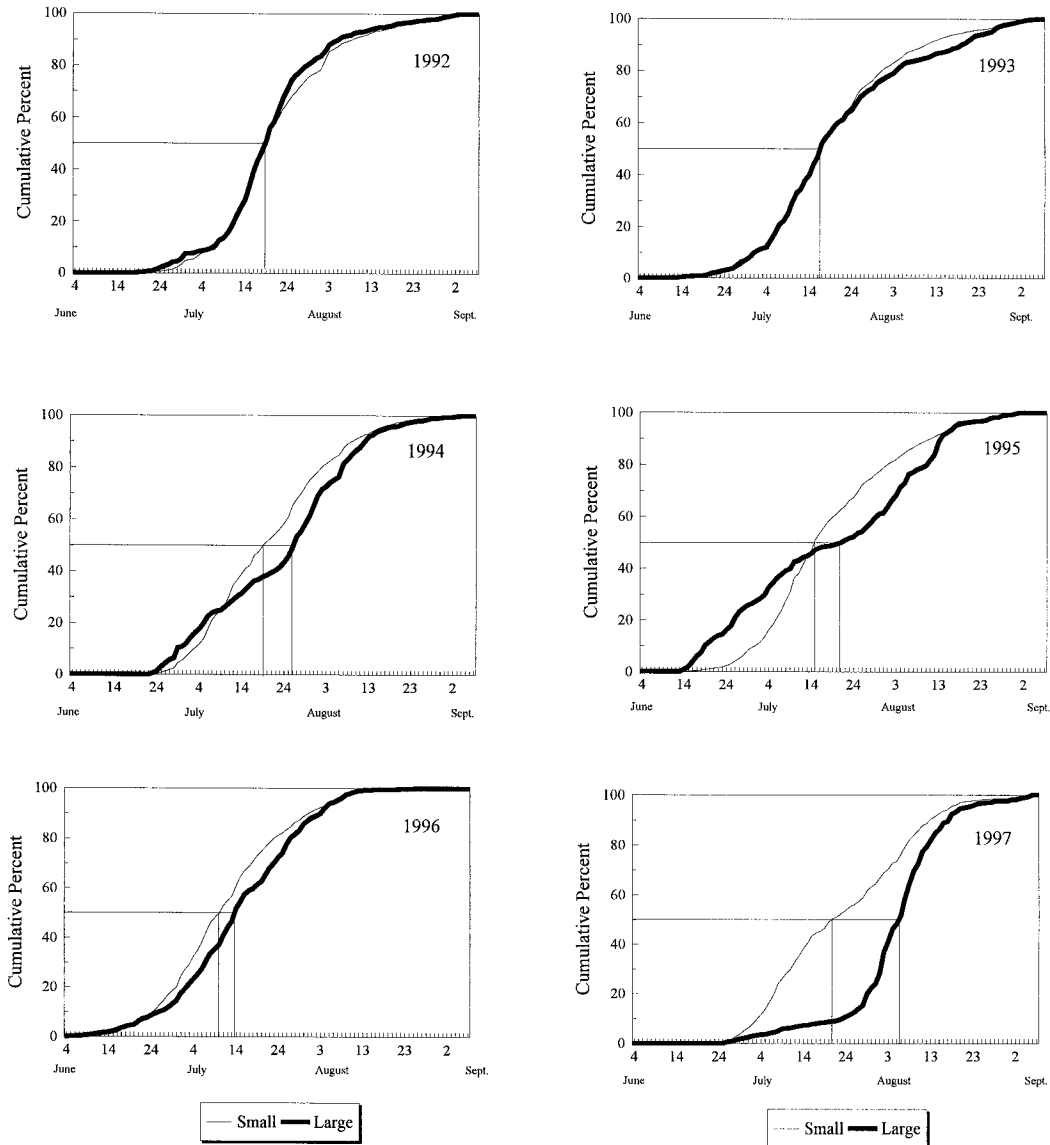 Cumulative Percent
100
80
60
40
20
0
1992
4 14 24 4 14 24 3 13 23 2
June July August Sept.
Cumulative Percent
100
80
60
40
20
0
1993
4 14 24 4 14 24 3 13 23 2
June July August Sept.
Cumulative Percent
100
80
60
40
20
0
1994
4 14 24 4 14 24 3 13 23 2
June July August Sept.
Cumulative Percent
100
80
60
40
20
0
1995
4 14 24 4 14 24 3 13 23 2
June July August Sept.
Cumulative Percent
100
80
60
40
20
0
1996
4 14 24 4 14 24 3 13 23 2
June July August Sept.
Small Large
Cumulative Percent
100
80
60
40
20
0
1997
4 14 24 4 14 24 3 13 23 2
June July August Sept.
Small Large